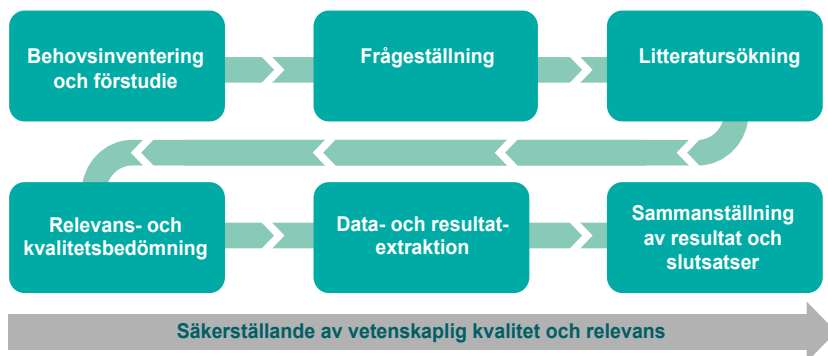 Behovsinventering
och förstudie
Frågeställning
Litteratursökning
Relevans- och
kvalitetsbedömning
Data- och resultat-
extraktion
Sammanställning
av resultat och
slutsatser
Säkerställande av vetenskaplig kvalitet och relevans